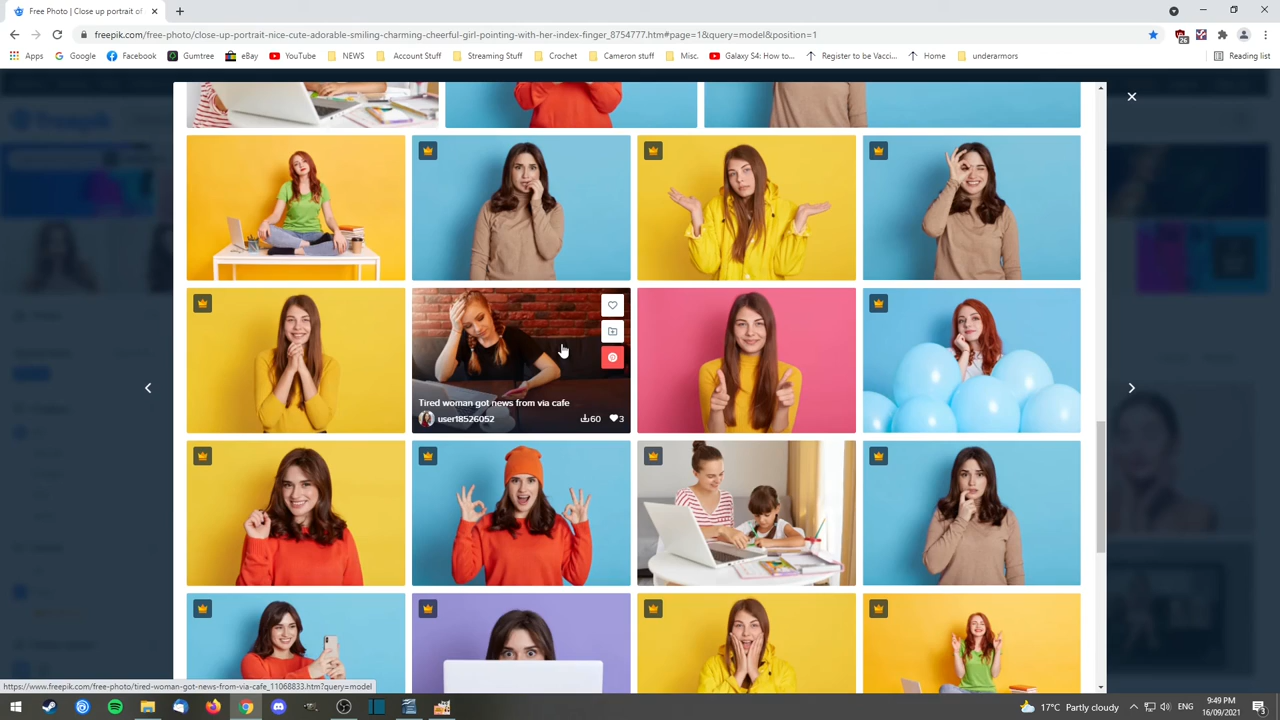 Free Photo | Close up portrait of
freepik.com/free-photo/close-up-portrait-nice-cute-adorable-smiling-charming-cheerful-girl-pointing-with-her-index-finger_8754777.htm#page=1&query=model&position=1
Apps Google Facebook Gumtree eBay YouTube NEWS Account Stuff Streaming Stuff Crochet Cameron stuff Misc. Galaxy S4: How to... Register to be Vacci... Home underarmors Reading list
Tired woman got news from via cafe
user18526052 60 3
https://www.freepik.com/free-photo/tired-woman-got-news-from-via-cafe_11068833.htm?query=model
17°C Partly cloudy
9:49 PM
16/09/2021